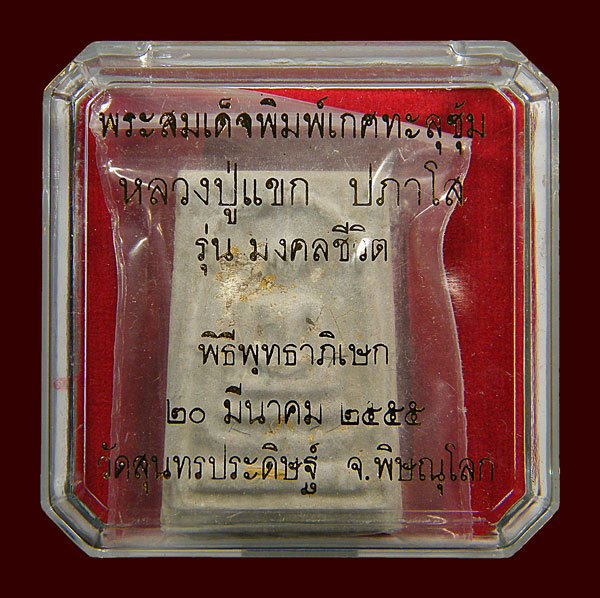 พระสมเด็จพิมพ์เกศทะลุซุ้ม
หลวงปู่แขก ปภาโส
รุ่น มงคลชีวิต
พิธีพุทธาภิเษก
๒๐ มีนาคม ๒๕๕๕
วัดสุนทรประดิษฐ์ จ.พิษณุโลก